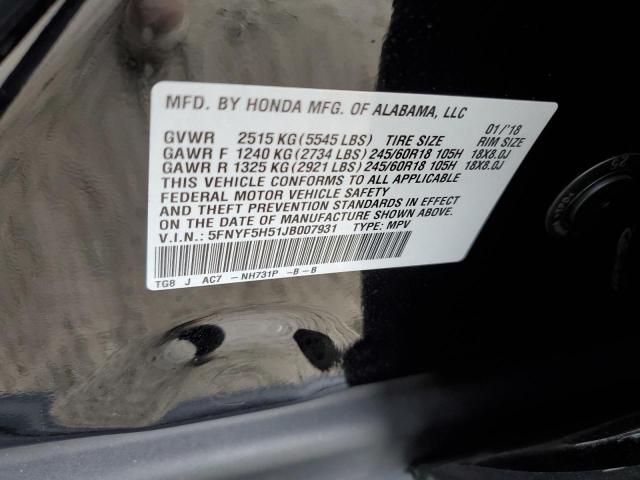 MFD. BY HONDA MFG. OF ALABAMA, LLC
01/'18
GVWR 2515 KG (5545 LBS) TIRE SIZE RIM SIZE
GAWR F 1240 KG (2734 LBS) 245/60R18 105H 18X8.0J
GAWR R 1325 KG (2921 LBS) 245/60R18 105H 18X8.0J
THIS VEHICLE CONFORMS TO ALL APPLICABLE
FEDERAL MOTOR VEHICLE SAFETY
AND THEFT PREVENTION STANDARDS IN EFFECT
ON THE DATE OF MANUFACTURE SHOWN ABOVE.
V.I.N.: 5FNYF5H51JB007931 TYPE: MPV
TG8 J AC7 - NH731P -B-B